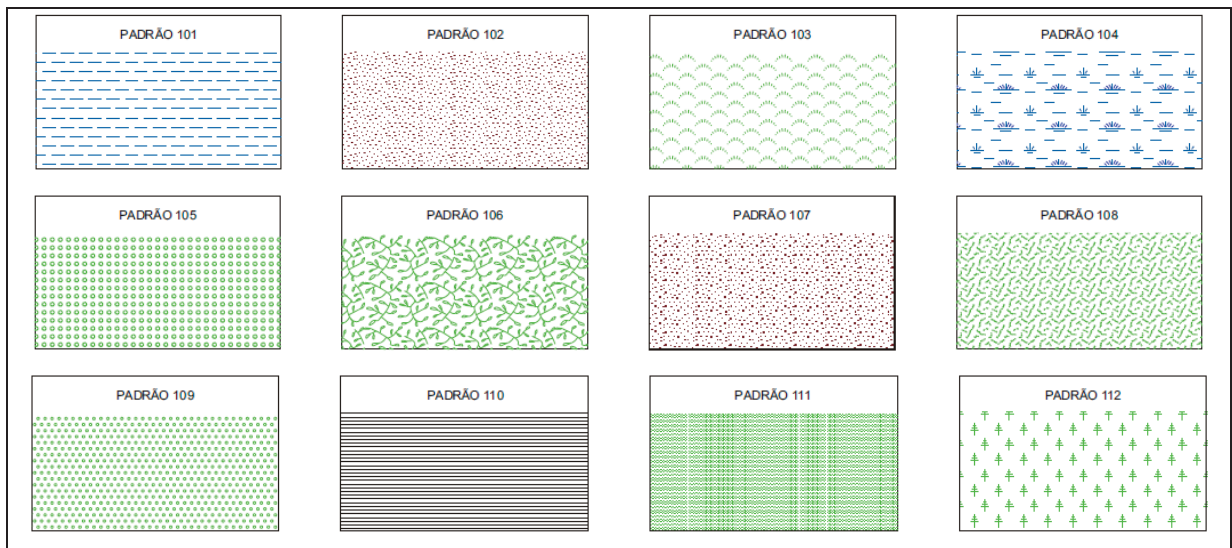 PADRÃO 101
PADRÃO 102
PADRÃO 103
PADRÃO 104
PADRÃO 105
PADRÃO 106
PADRÃO 107
PADRÃO 108
PADRÃO 109
PADRÃO 110
PADRÃO 111
PADRÃO 112